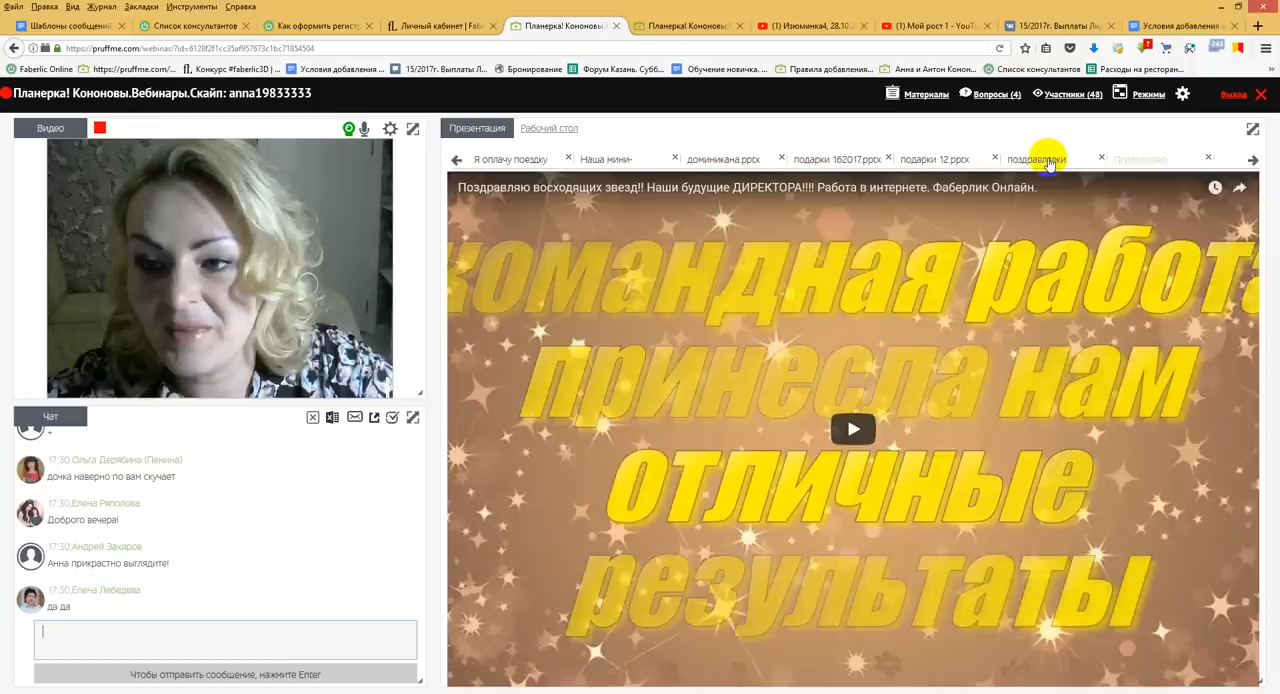 Файл Правка Вид Журнал Закладки Инструменты Справка
Шаблоны сообщений
Список консультантов
Как оформить регистр
Личный кабинет | Fabe
Планерка! Кононовы.
Планерка! Кононовы.
(1) Изюминка4, 28.10.
(1) Мой рост 1 - YouT
15/2017г. Выплаты Ли
Условия добавления
https://pruffme.com/webinar/?id=6128f2f1cc35af957673c1bc71854504
243
Faberlic Online
https://pruffme.com/...
Конкурс #faberlic3D | ...
Условия добавления ...
15/2017г. Выплаты Л...
Бронирование
Форум Казань. Субб...
Обучение новичка. ...
Правила добавления...
Анна и Антон Конон...
Список консультантов
Расходы на ресторан...
Планерка! Кононовы.Вебинары.Скайп: anna19833333
Материалы
Вопросы (4)
Участники (48)
Режимы
Выход
Видео
Презентация
Рабочий стол
Я оплачу поездку
Наша мини-
доминикана.pptx
подарки 162017.pptx
подарки 12.pptx
поздравлялки
Поздравляю восходящих звезд!! Наши будущие ДИРЕКТОРА!!!! Работа в интернете. Фаберлик Онлайн.
командная работа
принесла нам
отличные
результаты
Чат
17:30,Ольга Дерябина (Пенина)
дочка наверно по вам скучает
17:30,Елена Ряполова
Доброго вечера!
17:30,Андрей Захаров
Анна прикрастно выглядите!
17:30,Елена Лебедева
да да
Чтобы отправить сообщение, нажмите Enter